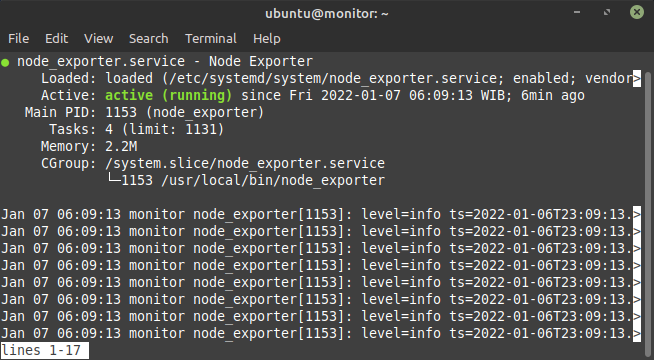 ubuntu@monitor: ~
File Edit View Search Terminal Help
● node_exporter.service - Node Exporter
Loaded: loaded (/etc/systemd/system/node_exporter.service; enabled; vendor>
Active: active (running) since Fri 2022-01-07 06:09:13 WIB; 6min ago
Main PID: 1153 (node_exporter)
Tasks: 4 (limit: 1131)
Memory: 2.2M
CGroup: /system.slice/node_exporter.service
└─1153 /usr/local/bin/node_exporter
Jan 07 06:09:13 monitor node_exporter[1153]: level=info ts=2022-01-06T23:09:13.>
Jan 07 06:09:13 monitor node_exporter[1153]: level=info ts=2022-01-06T23:09:13.>
Jan 07 06:09:13 monitor node_exporter[1153]: level=info ts=2022-01-06T23:09:13.>
Jan 07 06:09:13 monitor node_exporter[1153]: level=info ts=2022-01-06T23:09:13.>
Jan 07 06:09:13 monitor node_exporter[1153]: level=info ts=2022-01-06T23:09:13.>
Jan 07 06:09:13 monitor node_exporter[1153]: level=info ts=2022-01-06T23:09:13.>
Jan 07 06:09:13 monitor node_exporter[1153]: level=info ts=2022-01-06T23:09:13.>
Jan 07 06:09:13 monitor node_exporter[1153]: level=info ts=2022-01-06T23:09:13.>
lines 1-17